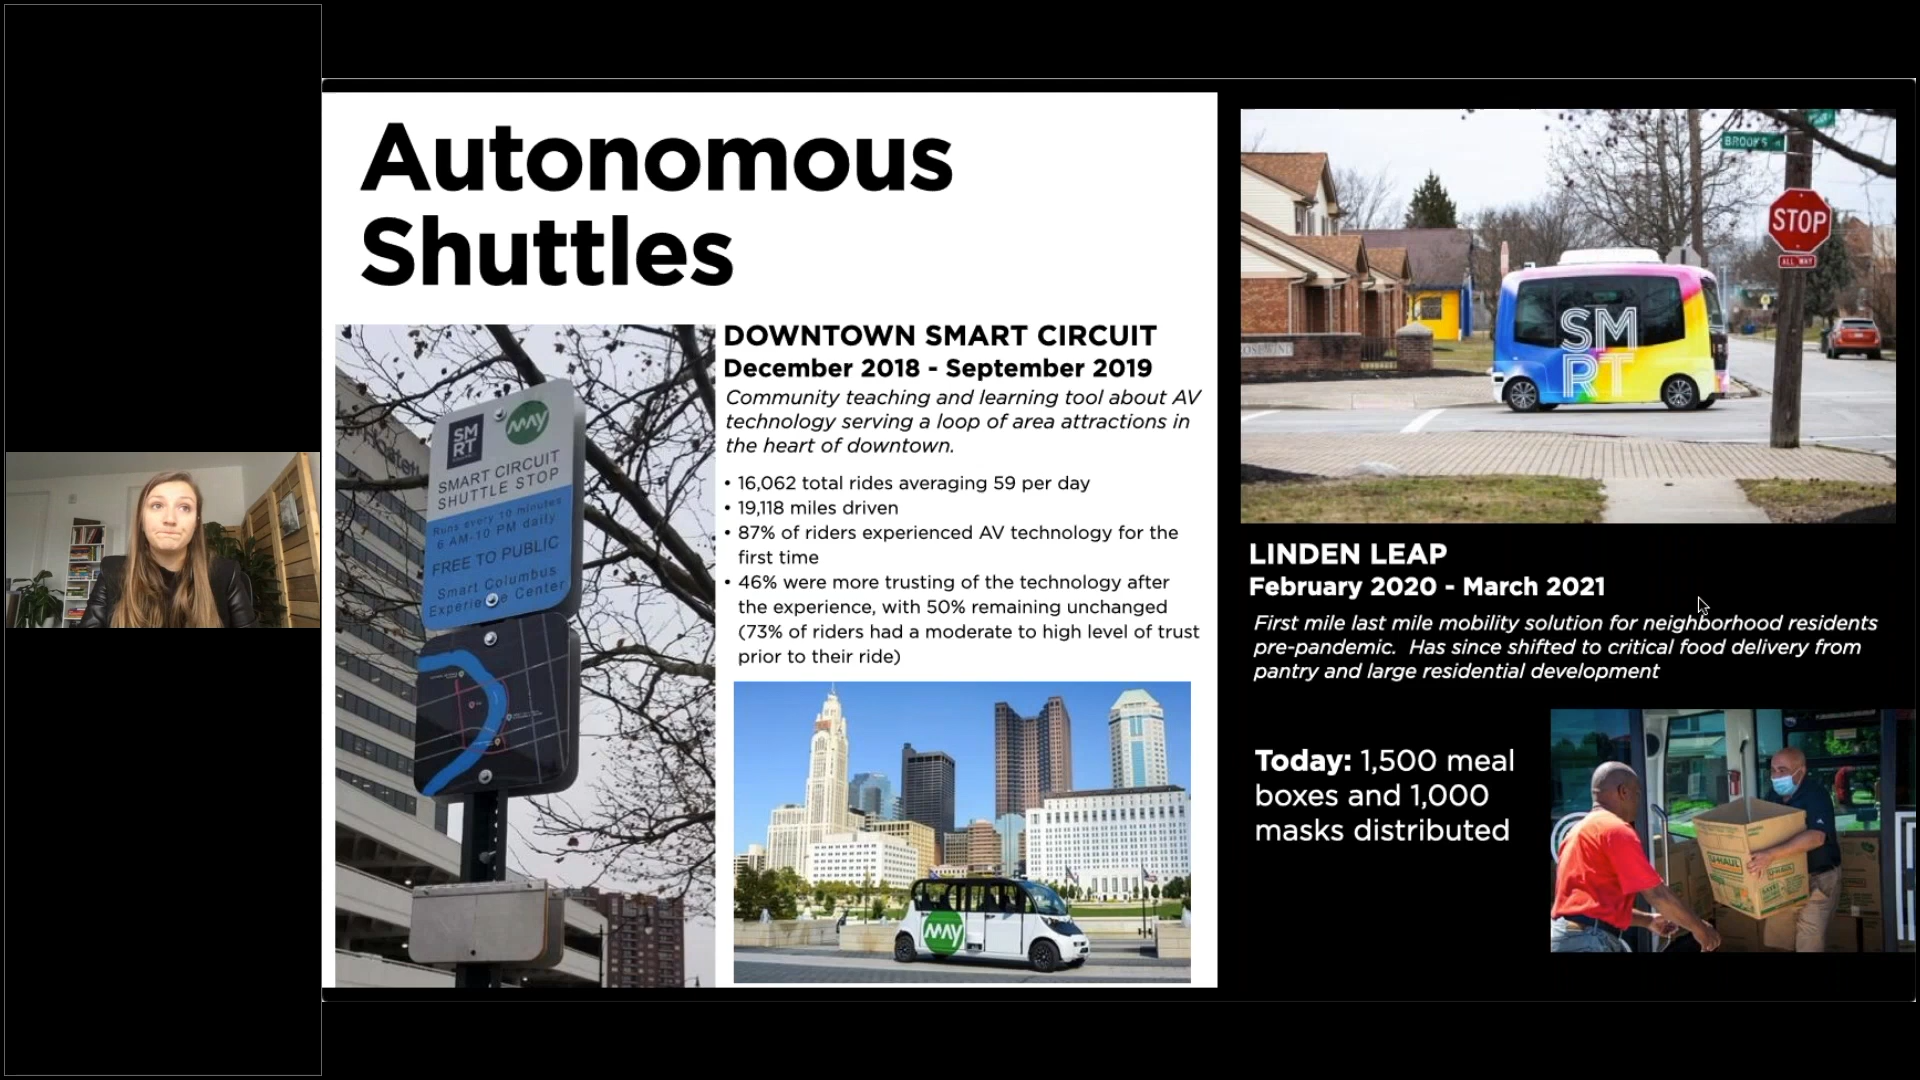 Autonomous
Shuttles
SM
RT
MAY
SMART CIRCUIT
SHUTTLE STOP
Runs every 10 minutes
6 AM-10 PM daily
FREE TO PUBLIC
Smart Columbus
Experience Center
DOWNTOWN SMART CIRCUIT
December 2018 - September 2019
Community teaching and learning tool about AV
technology serving a loop of area attractions in
the heart of downtown.
• 16,062 total rides averaging 59 per day
• 19,118 miles driven
• 87% of riders experienced AV technology for the
first time
• 46% were more trusting of the technology after
the experience, with 50% remaining unchanged
(73% of riders had a moderate to high level of trust
prior to their ride)
MAY
BROOKS
STOP
ALL WAY
SM
RT
LINDEN LEAP
February 2020 - March 2021
First mile last mile mobility solution for neighborhood residents
pre-pandemic. Has since shifted to critical food delivery from
pantry and large residential development
Today: 1,500 meal
boxes and 1,000
masks distributed
U-HAUL
U-HAUL